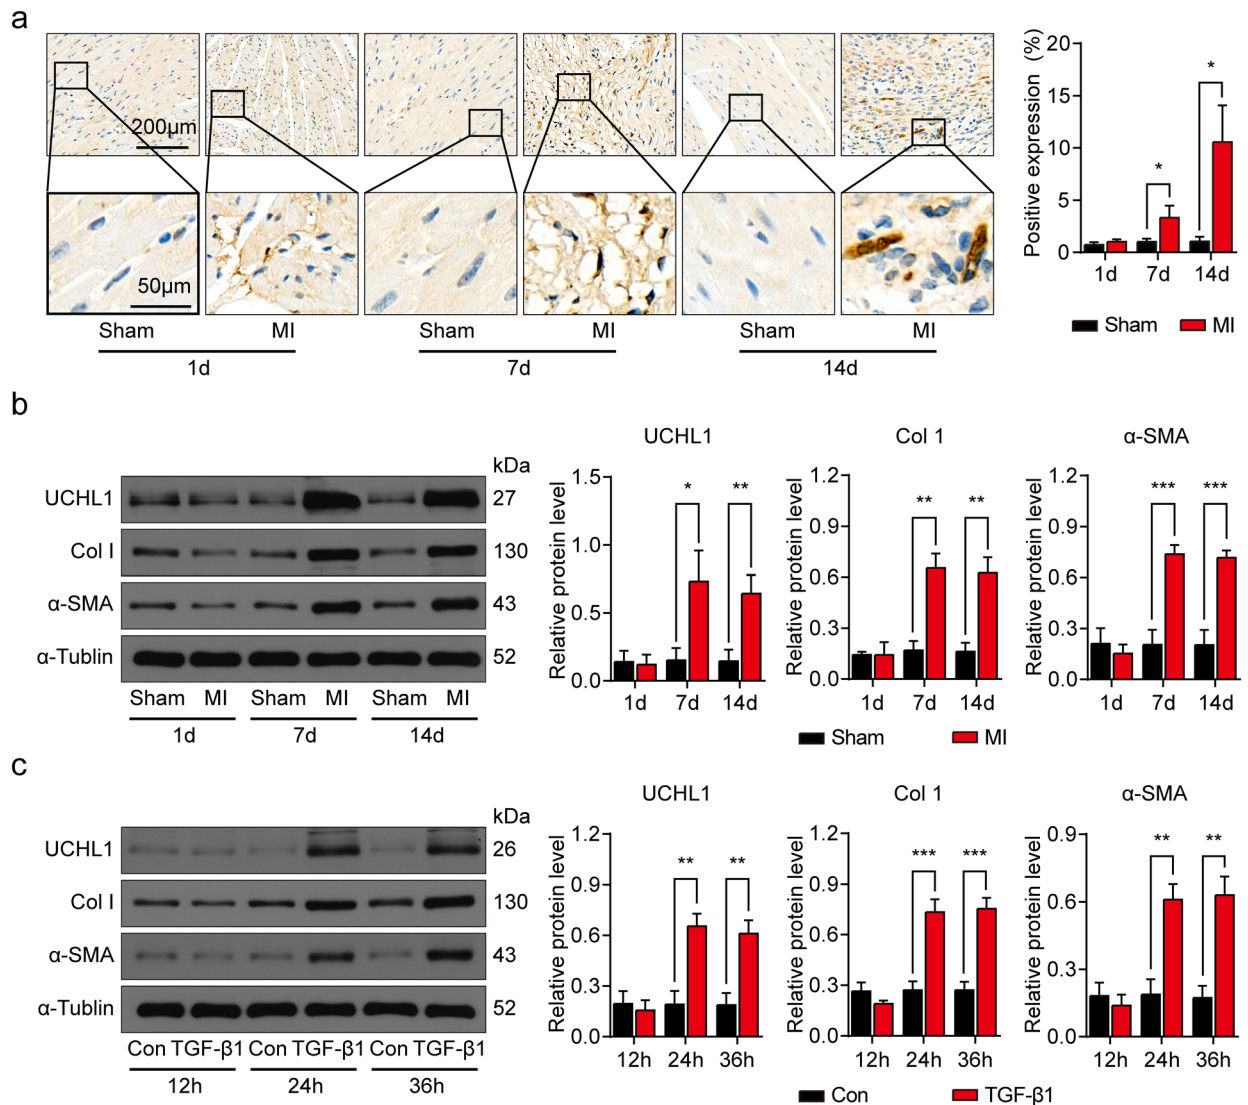 a
200μm
50μm
Sham MI Sham MI Sham MI
1d 7d 14d
Positive expression (%)
20
15
10
5
0
* *
1d 7d 14d
Sham MI
b
kDa
UCHL1 27
Col I 130
α-SMA 43
α-Tublin 52
Sham MI Sham MI Sham MI
1d 7d 14d
UCHL1
Relative protein level
1.5
1.0
0.5
0.0
* **
1d 7d 14d
Col 1
Relative protein level
1.2
0.9
0.6
0.3
0.0
** **
1d 7d 14d
α-SMA
Relative protein level
1.2
0.9
0.6
0.3
0.0
*** ***
1d 7d 14d
Sham MI
c
kDa
UCHL1 26
Col I 130
α-SMA 43
α-Tublin 52
Con TGF-β1 Con TGF-β1 Con TGF-β1
12h 24h 36h
UCHL1
Relative protein level
1.2
0.9
0.6
0.3
0.0
** **
12h 24h 36h
Col 1
Relative protein level
1.2
0.9
0.6
0.3
0.0
*** ***
12h 24h 36h
α-SMA
Relative protein level
0.9
0.6
0.3
0.0
** **
12h 24h 36h
Con TGF-β1